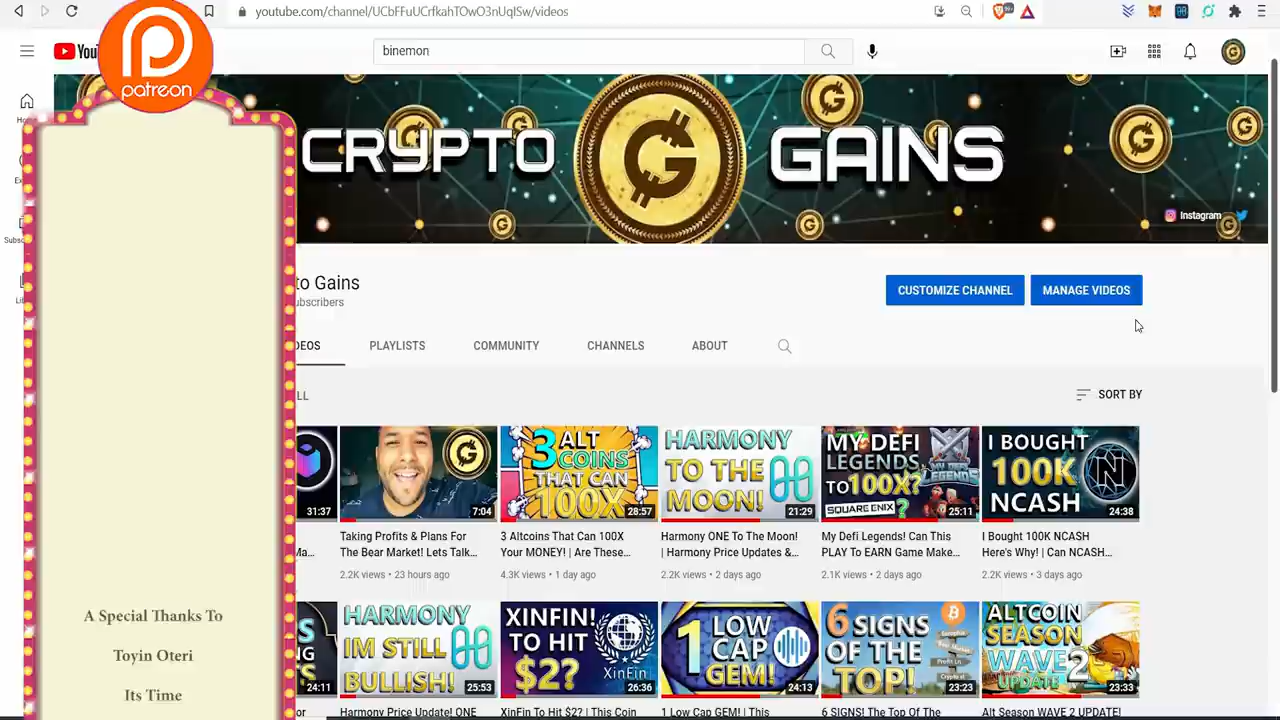 youtube.com/channel/UCbFFuUCrfkahTOwO3nUqISw/videos
99+
patreon
binemon
CRYPTO G GAINS
Instagram
to Gains
ubscribers
CUSTOMIZE CHANNEL
MANAGE VIDEOS
DEOS
PLAYLISTS
COMMUNITY
CHANNELS
ABOUT
LL
SORT BY
31:37
7:04
3 ALT
COINS
THAT CAN
100X
28:57
HARMONY
TO THE
MOON!
21:29
MY DEFI
LEGENDS
TO 100X?
SQUARE ENIX ?
MY DEFI
LEGENDS
25:11
I BOUGHT
100K
NCASH
24:38
Ma...
Taking Profits & Plans For
The Bear Market! Lets Talk...
2.2K views • 23 hours ago
3 Altcoins That Can 100X
Your MONEY! | Are These...
4.3K views • 1 day ago
Harmony ONE To The Moon!
| Harmony Price Updates &...
2.2K views • 2 days ago
My Defi Legends! Can This
PLAY To EARN Game Make...
2.1K views • 2 days ago
I Bought 100K NCASH
Here's Why! | Can NCASH...
2.2K views • 3 days ago
24:11
HARMONY
IM STILL
BULLISH!
25:53
XINFIN!
TO HIT
$2?
XinFin
26:36
1 LOW
CAP
GEM!
24:13
6 SIGNS
OF THE
TOP!
23:23
ALTCOIN
SEASON
WAVE 2
UPDATE!
23:33
Harmony Price Update! ONE
XinFin To Hit $2? | This Coin
1 Low Cap GEM! | This
6 SIGNS! The Top Of The
Alt Season WAVE 2 UPDATE!
A Special Thanks To
Toyin Oteri
Its Time